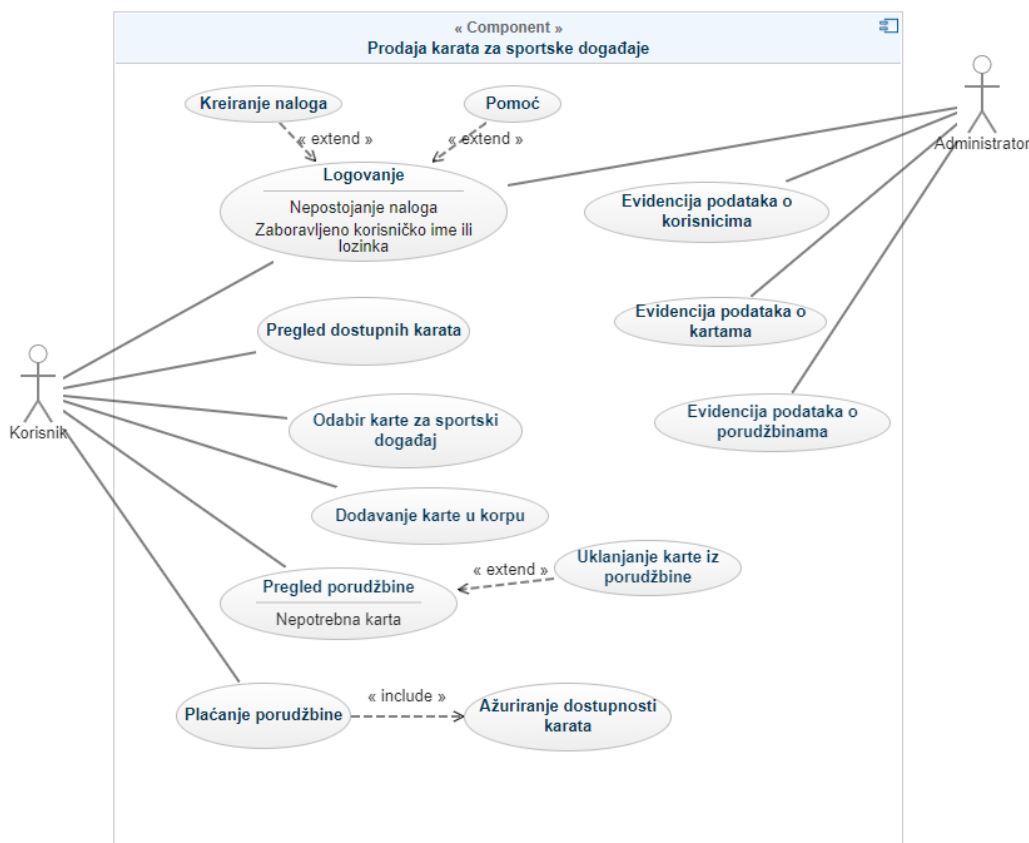 « Component »
Prodaja karata za sportske događaje
Kreiranje naloga
Pomoć
« extend »
« extend »
Administrator
Logovanje
Nepostojanje naloga
Zaboravljeno korisničko ime ili
lozinka
Evidencija podataka o
korisnicima
Pregled dostupnih karata
Evidencija podataka o
kartama
Korisnik
Odabir karte za sportski
događaj
Evidencija podataka o
porudžbinama
Dodavanje karte u korpu
Pregled porudžbine
Nepotrebna karta
« extend »
Uklanjanje karte iz
porudžbine
Plaćanje porudžbine
« include »
Ažuriranje dostupnosti
karata